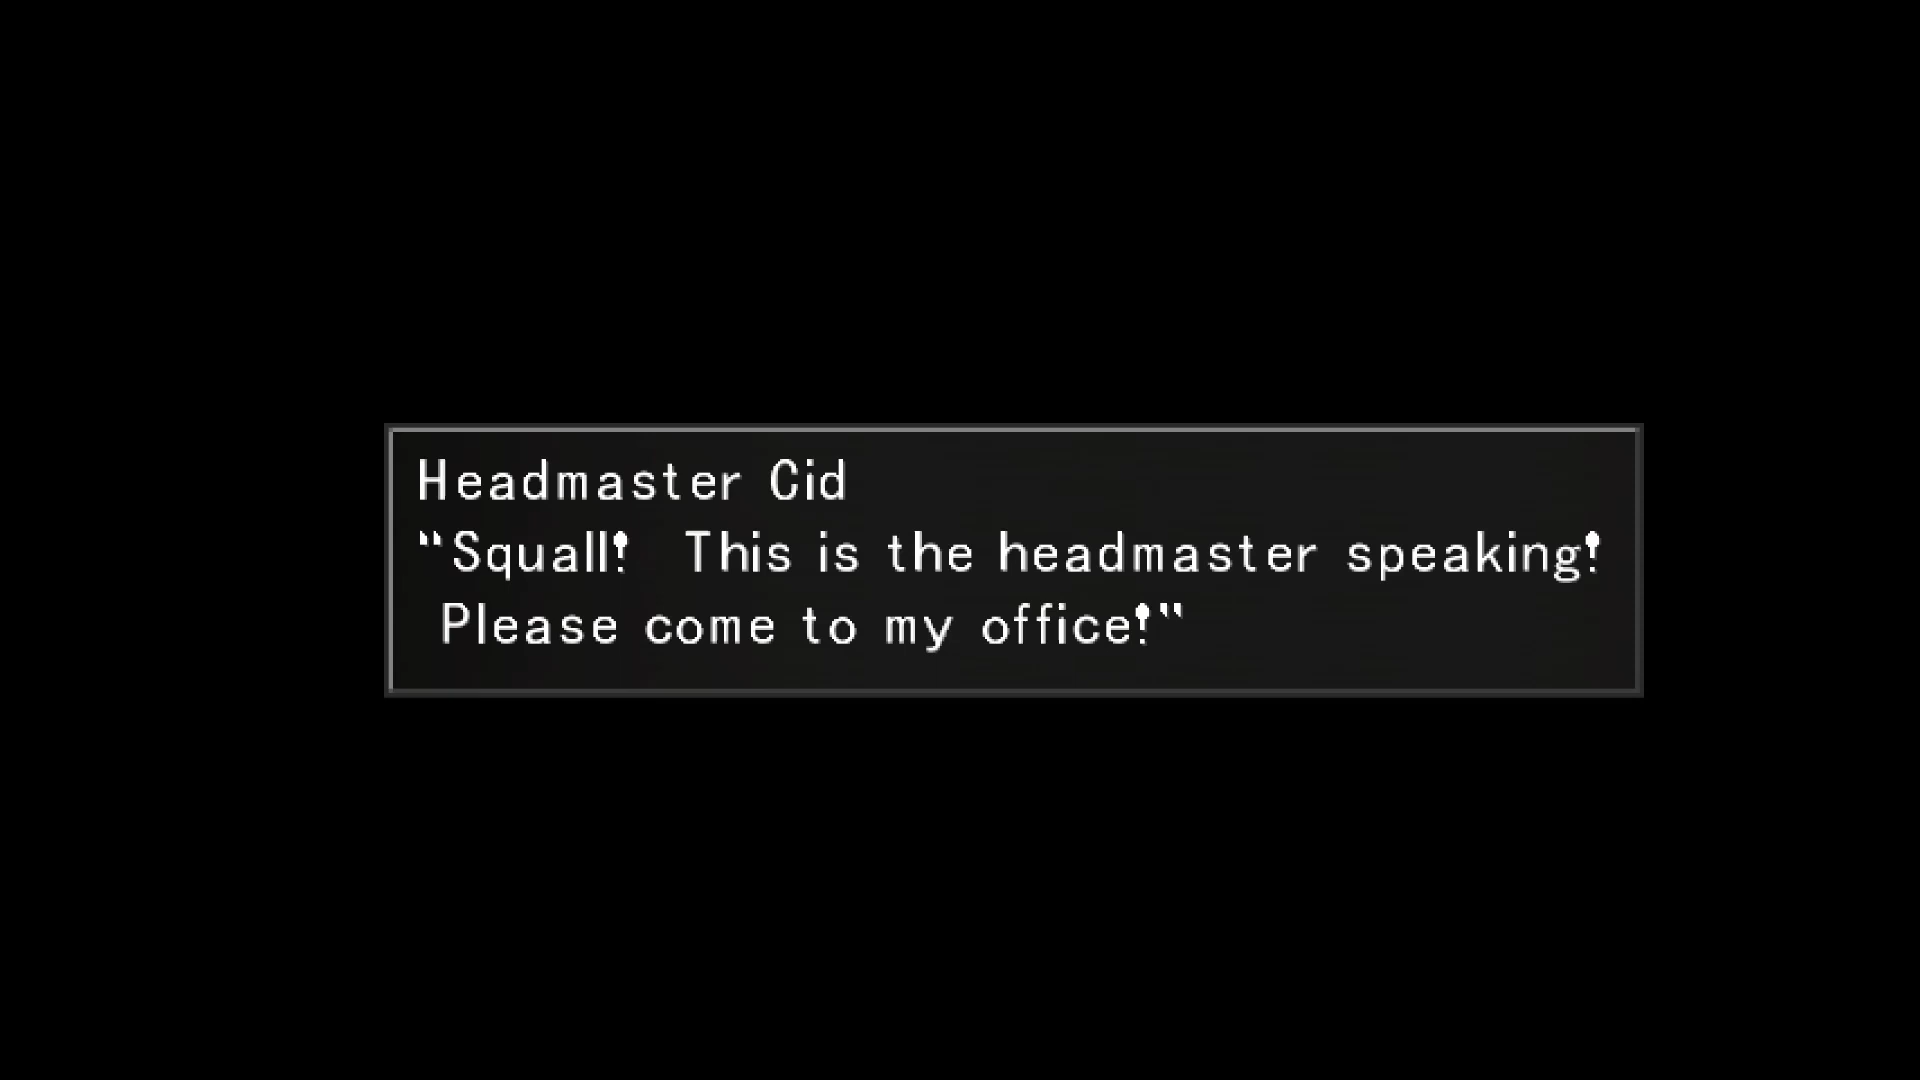 Headmaster Cid
“Squall!  This is the headmaster speaking!
Please come to my office!”